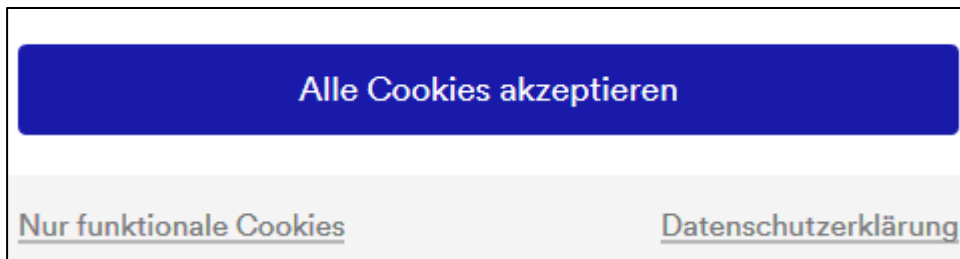 Alle Cookies akzeptieren
Nur funktionale Cookies Datenschutzerklärung